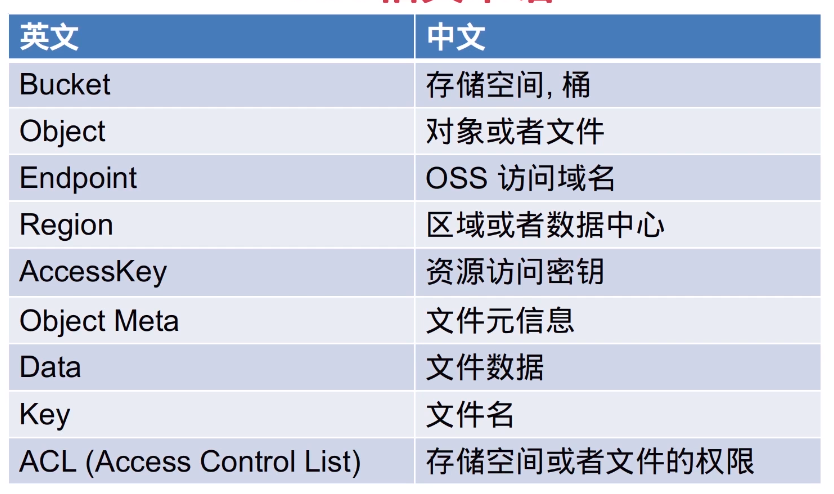 英文 中文
Bucket 存储空间, 桶
Object 对象或者文件
Endpoint OSS 访问域名
Region 区域或者数据中心
AccessKey 资源访问密钥
Object Meta 文件元信息
Data 文件数据
Key 文件名
ACL (Access Control List) 存储空间或者文件的权限